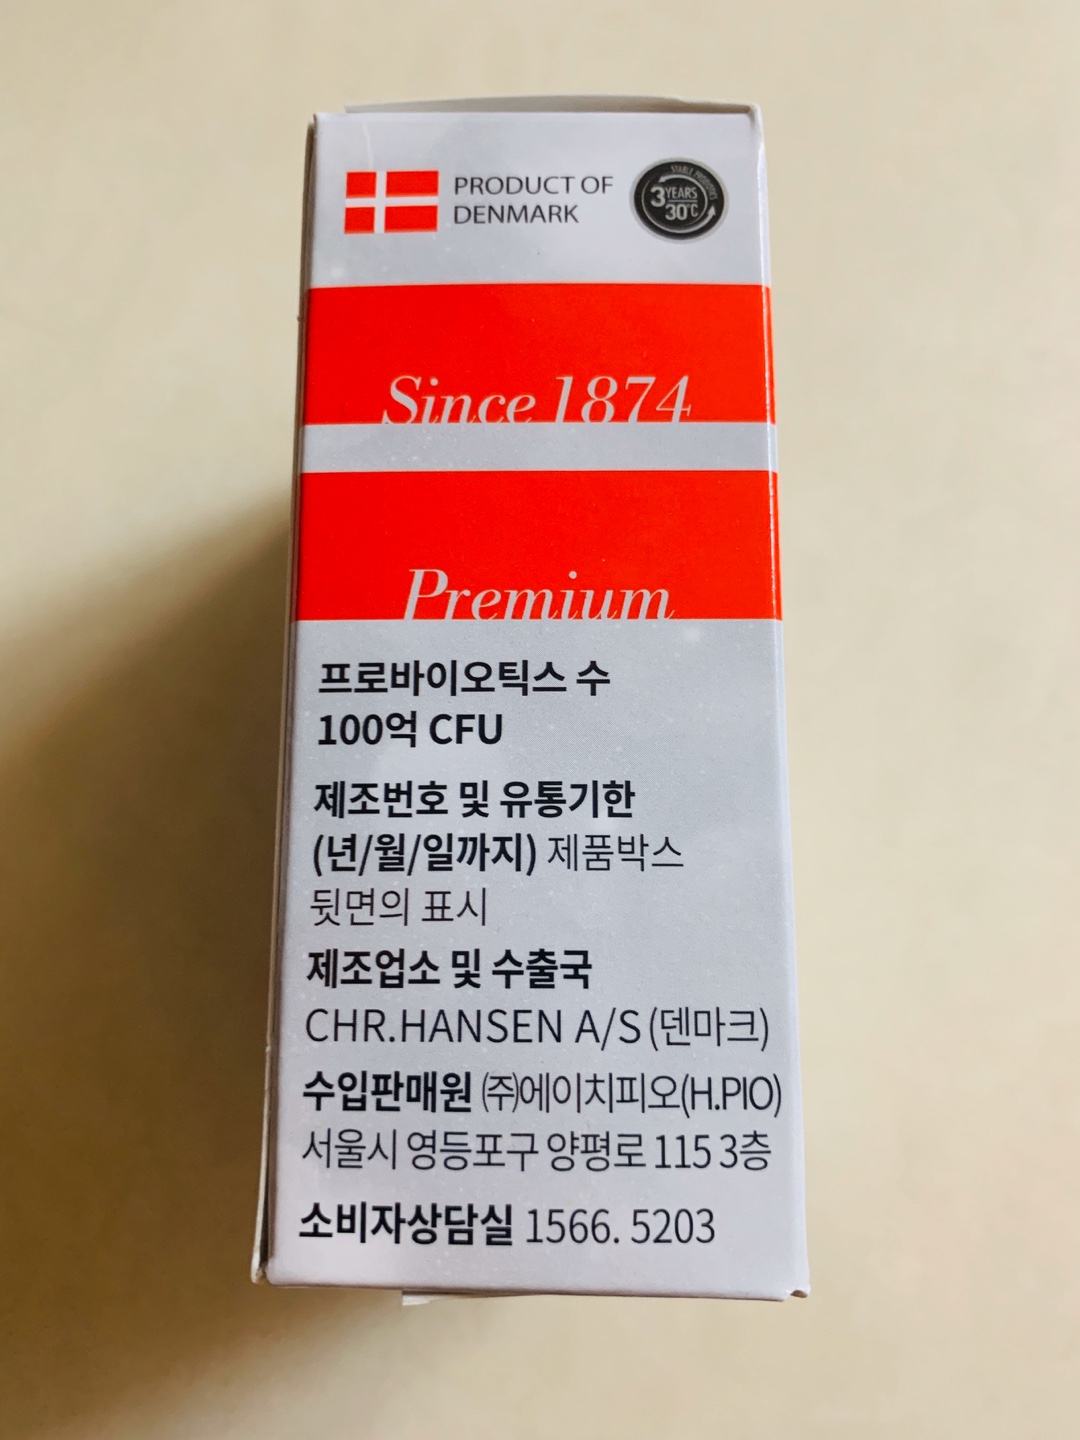 PRODUCT OF
DENMARK
STABLE PROBIOTICS
3 YEARS
30°C
Since 1874
Premium
프로바이오틱스 수
100억 CFU
제조번호 및 유통기한
(년/월/일까지) 제품박스
뒷면의 표시
제조업소 및 수출국
CHR.HANSEN A/S (덴마크)
수입판매원 ㈜에이치피오(H.PIO)
서울시 영등포구 양평로 115 3층
소비자상담실 1566. 5203